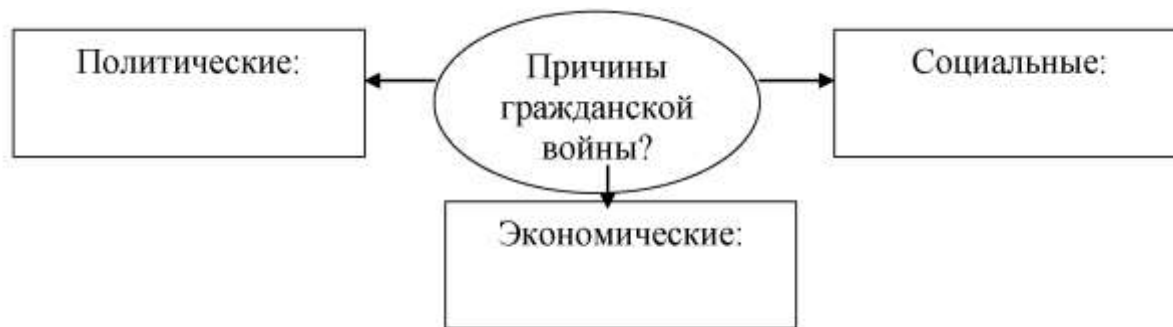 Политические:
Причины
гражданской
войны?
Социальные:
Экономические: